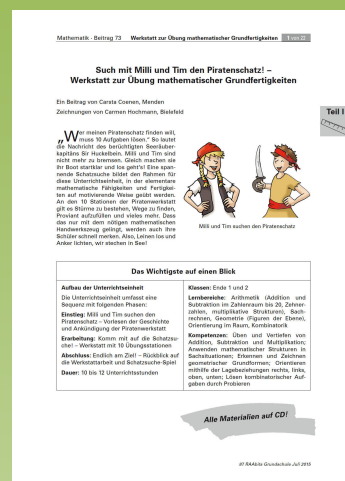 Mathematik · Beitrag 73 Werkstatt zur Übung mathematischer Grundfertigkeiten 1 von 22
Such mit Milli und Tim den Piratenschatz! –
Werkstatt zur Übung mathematischer Grundfertigkeiten
Ein Beitrag von Carsta Coenen, Menden
Zeichnungen von Carmen Hochmann, Bielefeld
Teil I
„Wer meinen Piratenschatz finden will,
muss 10 Aufgaben lösen.“ So lautet
die Nachricht des berüchtigten Seeräuber-
kapitäns Sir Huckelbein. Milli und Tim sind
nicht mehr zu bremsen. Gleich machen sie
ihr Boot startklar und los geht's! Eine span-
nende Schatzsuche bildet den Rahmen für
diese Unterrichtseinheit, in der elementare
mathematische Fähigkeiten und Fertigkei-
ten auf motivierende Weise geübt werden.
An den 10 Stationen der Piratenwerkstatt
gilt es Stürme zu bestehen, Wege zu finden,
Proviant aufzufüllen und vieles mehr. Dass
das nur mit dem nötigen mathematischen
Handwerkszeug gelingt, werden auch Ihre
Schüler schnell merken. Also, Leinen los und
Anker lichten, wir stechen in See!
Milli und Tim suchen den Piratenschatz
Das Wichtigste auf einen Blick
Aufbau der Unterrichtseinheit
Die Unterrichtseinheit umfasst eine
Sequenz mit folgenden Phasen:
Einstieg: Milli und Tim suchen den
Piratenschatz – Vorlesen der Geschichte
und Ankündigung der Piratenwerkstatt
Erarbeitung: Komm mit auf die Schatzsu-
che! – Werkstatt mit 10 Übungsstationen
Abschluss: Endlich am Ziel! – Rückblick auf
die Werkstattarbeit und Schatzsuche-Spiel
Dauer: 10 bis 12 Unterrichtsstunden
Klassen: Ende 1 und 2
Lernbereiche: Arithmetik (Addition und
Subtraktion im Zahlenraum bis 20, Zehner-
zahlen, multiplikative Strukturen), Sach-
rechnen, Geometrie (Figuren der Ebene),
Orientierung im Raum, Kombinatorik
Kompetenzen: Üben und Vertiefen von
Addition, Subtraktion und Multiplikation;
Anwenden mathematischer Strukturen in
Sachsituationen; Erkennen und Zeichnen
geometrischer Grundformen; Orientieren
mithilfe der Lagebeziehungen rechts, links,
oben, unten; Lösen kombinatorischer Auf-
gaben durch Probieren
Alle Materialien auf CD!
87 RAAbits Grundschule Juli 2015